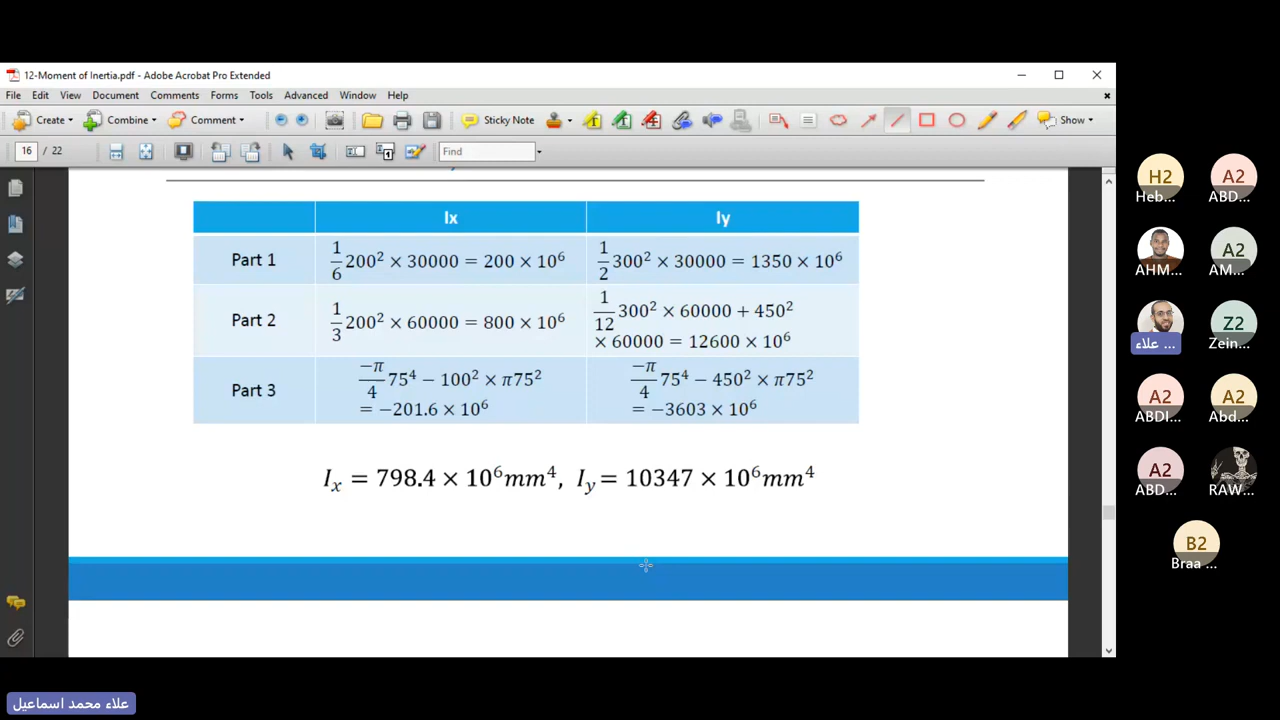 12-Moment of Inertia.pdf - Adobe Acrobat Pro Extended
File Edit View Document Comments Forms Tools Advanced Window Help
Create Combine Comment Sticky Note Show
16 / 22 Find
Ix Iy
Part 1 1/6 200² × 30000 = 200 × 10⁶ 1/2 300² × 30000 = 1350 × 10⁶
Part 2 1/3 200² × 60000 = 800 × 10⁶ 1/12 300² × 60000 + 450²
× 60000 = 12600 × 10⁶
Part 3 −π/4 75⁴ − 100² × π75² −π/4 75⁴ − 450² × π75²
= −201.6 × 10⁶ = −3603 × 10⁶
Iₓ = 798.4 × 10⁶mm⁴, I_y = 10347 × 10⁶mm⁴
H2 A2
Heb... ABD...
A2
AHM... AM...
Z2
علاء ... Zein...
A2 A2
ABDI... Abd...
A2
ABD... RAW...
B2
Braa ...
علاء محمد اسماعيل